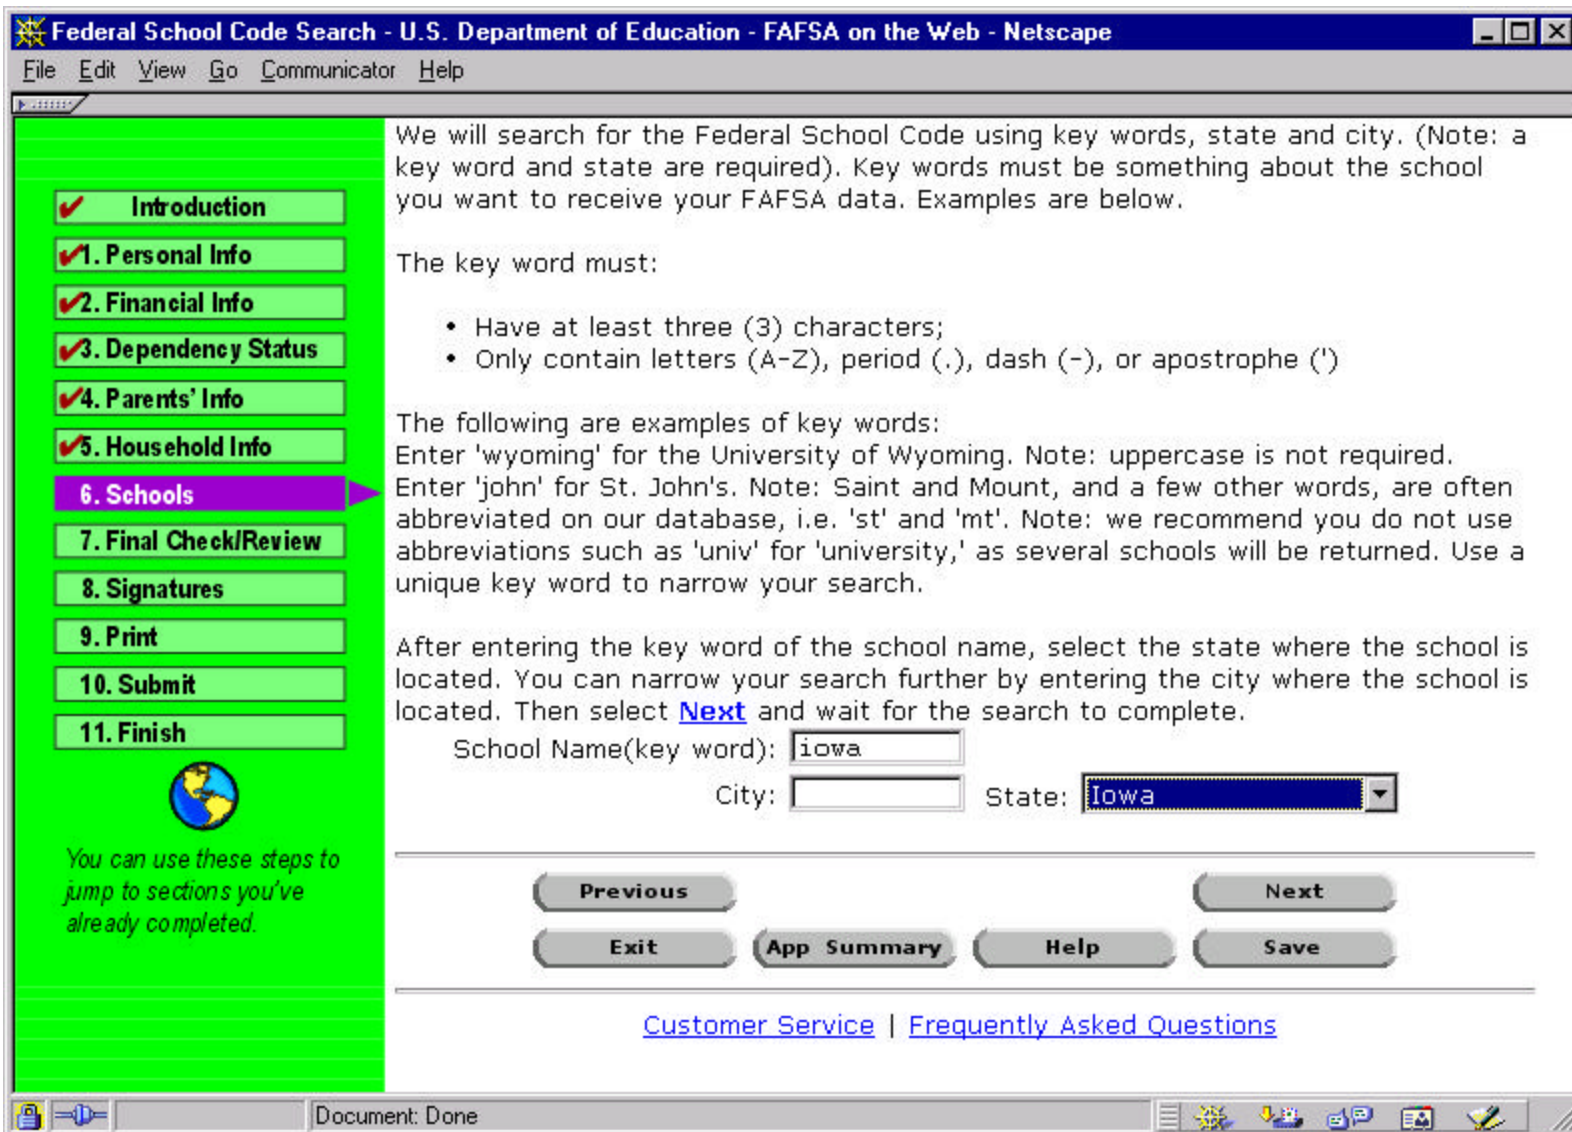 Federal School Code Search - U.S. Department of Education - FAFSA on the Web - Netscape
File Edit View Go Communicator Help
Introduction
1. Personal Info
2. Financial Info
3. Dependency Status
4. Parents' Info
5. Household Info
6. Schools
7. Final Check/Review
8. Signatures
9. Print
10. Submit
11. Finish
You can use these steps to
jump to sections you've
already completed.
We will search for the Federal School Code using key words, state and city. (Note: a
key word and state are required). Key words must be something about the school
you want to receive your FAFSA data. Examples are below.
The key word must:
• Have at least three (3) characters;
• Only contain letters (A-Z), period (.), dash (-), or apostrophe (')
The following are examples of key words:
Enter 'wyoming' for the University of Wyoming. Note: uppercase is not required.
Enter 'john' for St. John's. Note: Saint and Mount, and a few other words, are often
abbreviated on our database, i.e. 'st' and 'mt'. Note: we recommend you do not use
abbreviations such as 'univ' for 'university,' as several schools will be returned. Use a
unique key word to narrow your search.
After entering the key word of the school name, select the state where the school is
located. You can narrow your search further by entering the city where the school is
located. Then select Next and wait for the search to complete.
School Name(key word): iowa
City: State: Iowa
Previous Next
Exit App Summary Help Save
Customer Service | Frequently Asked Questions
Document: Done